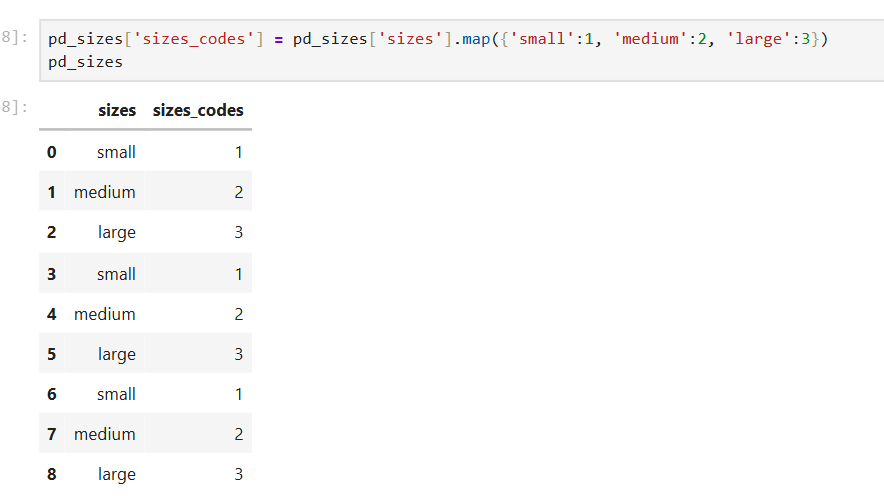 8]: pd_sizes['sizes_codes'] = pd_sizes['sizes'].map({'small':1, 'medium':2, 'large':3})
pd_sizes
8]: sizes sizes_codes
0 small 1
1 medium 2
2 large 3
3 small 1
4 medium 2
5 large 3
6 small 1
7 medium 2
8 large 3